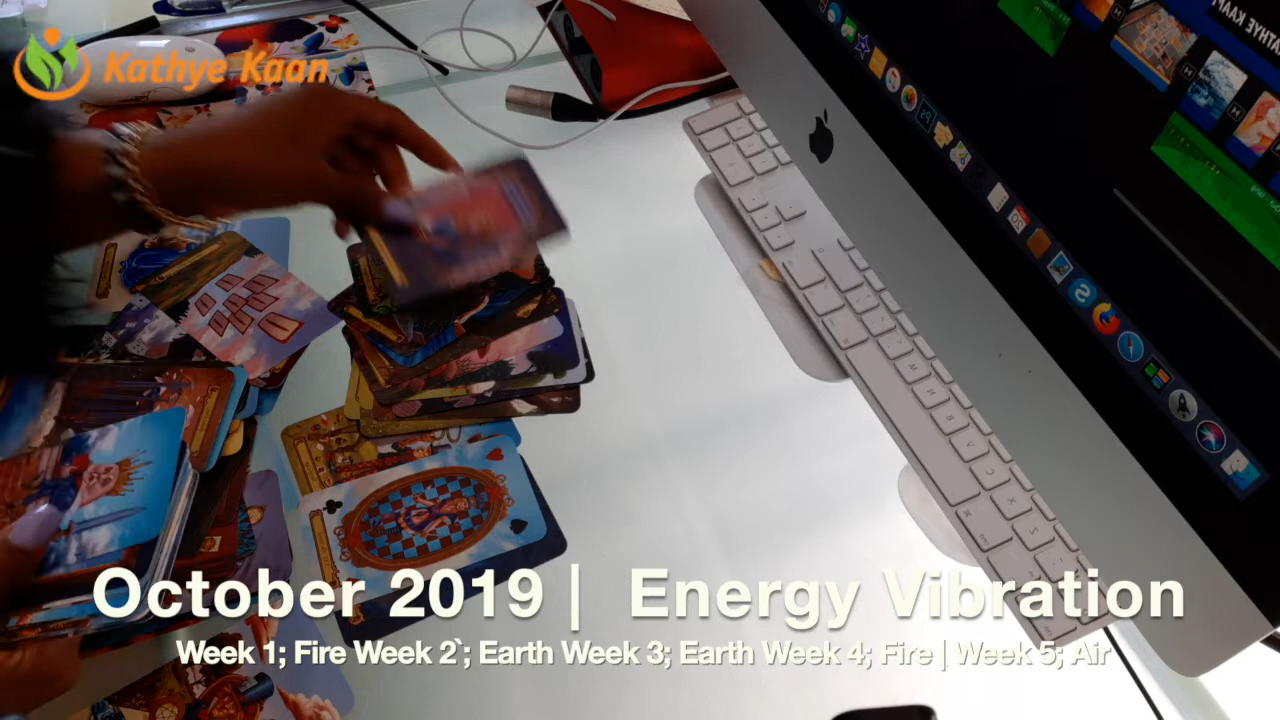 Kathye Kaan
October 2019 | Energy Vibration
Week 1; Fire Week 2`; Earth Week 3; Earth Week 4; Fire | Week 5; Air